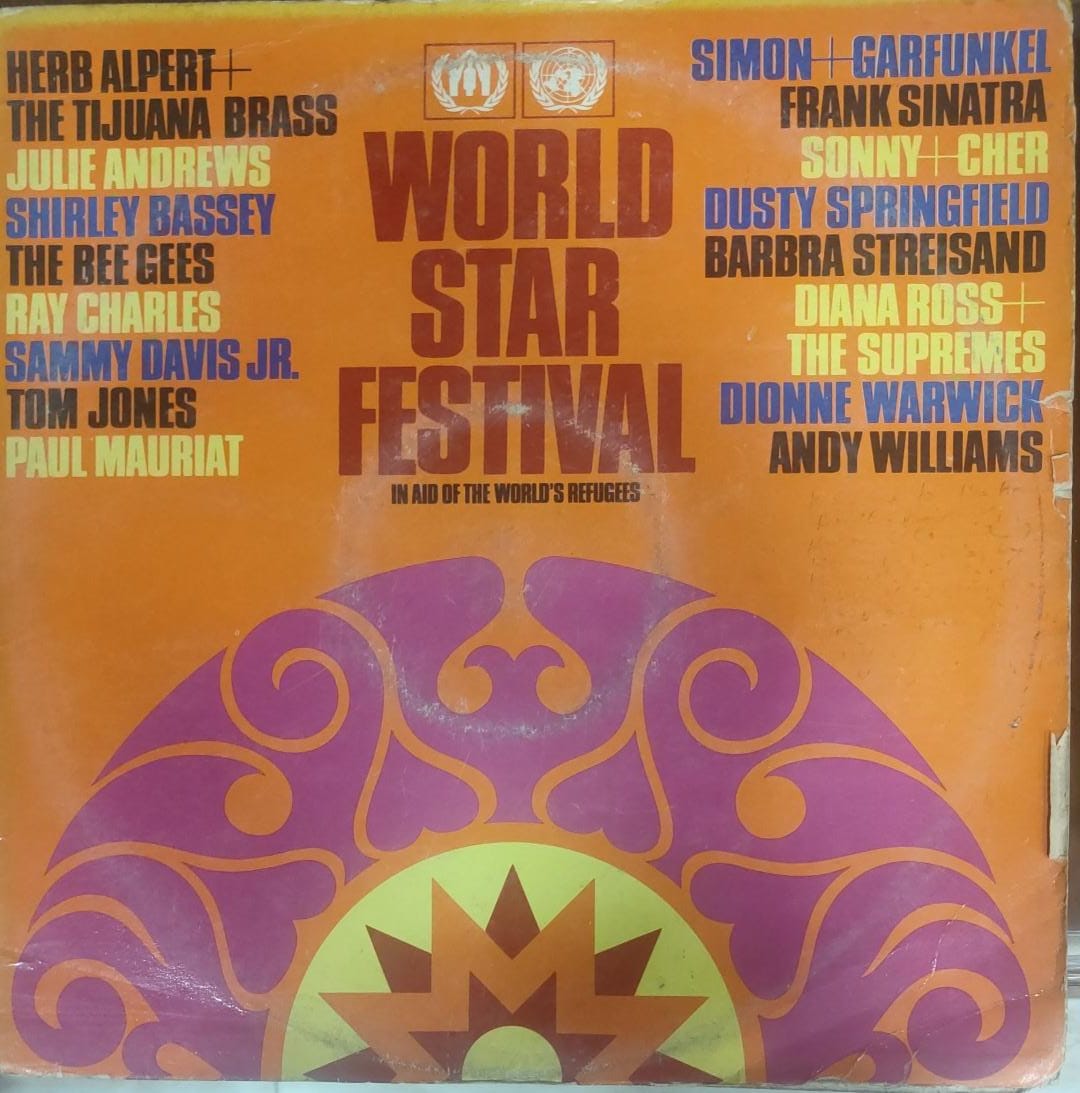 HERB ALPERT+
THE TIJUANA BRASS
JULIE ANDREWS
SHIRLEY BASSEY
THE BEE GEES
RAY CHARLES
SAMMY DAVIS JR.
TOM JONES
PAUL MAURIAT
WORLD
STAR
FESTIVAL
IN AID OF THE WORLD'S REFUGEES
SIMON+GARFUNKEL
FRANK SINATRA
SONNY+CHER
DUSTY SPRINGFIELD
BARBRA STREISAND
DIANA ROSS+
THE SUPREMES
DIONNE WARWICK
ANDY WILLIAMS